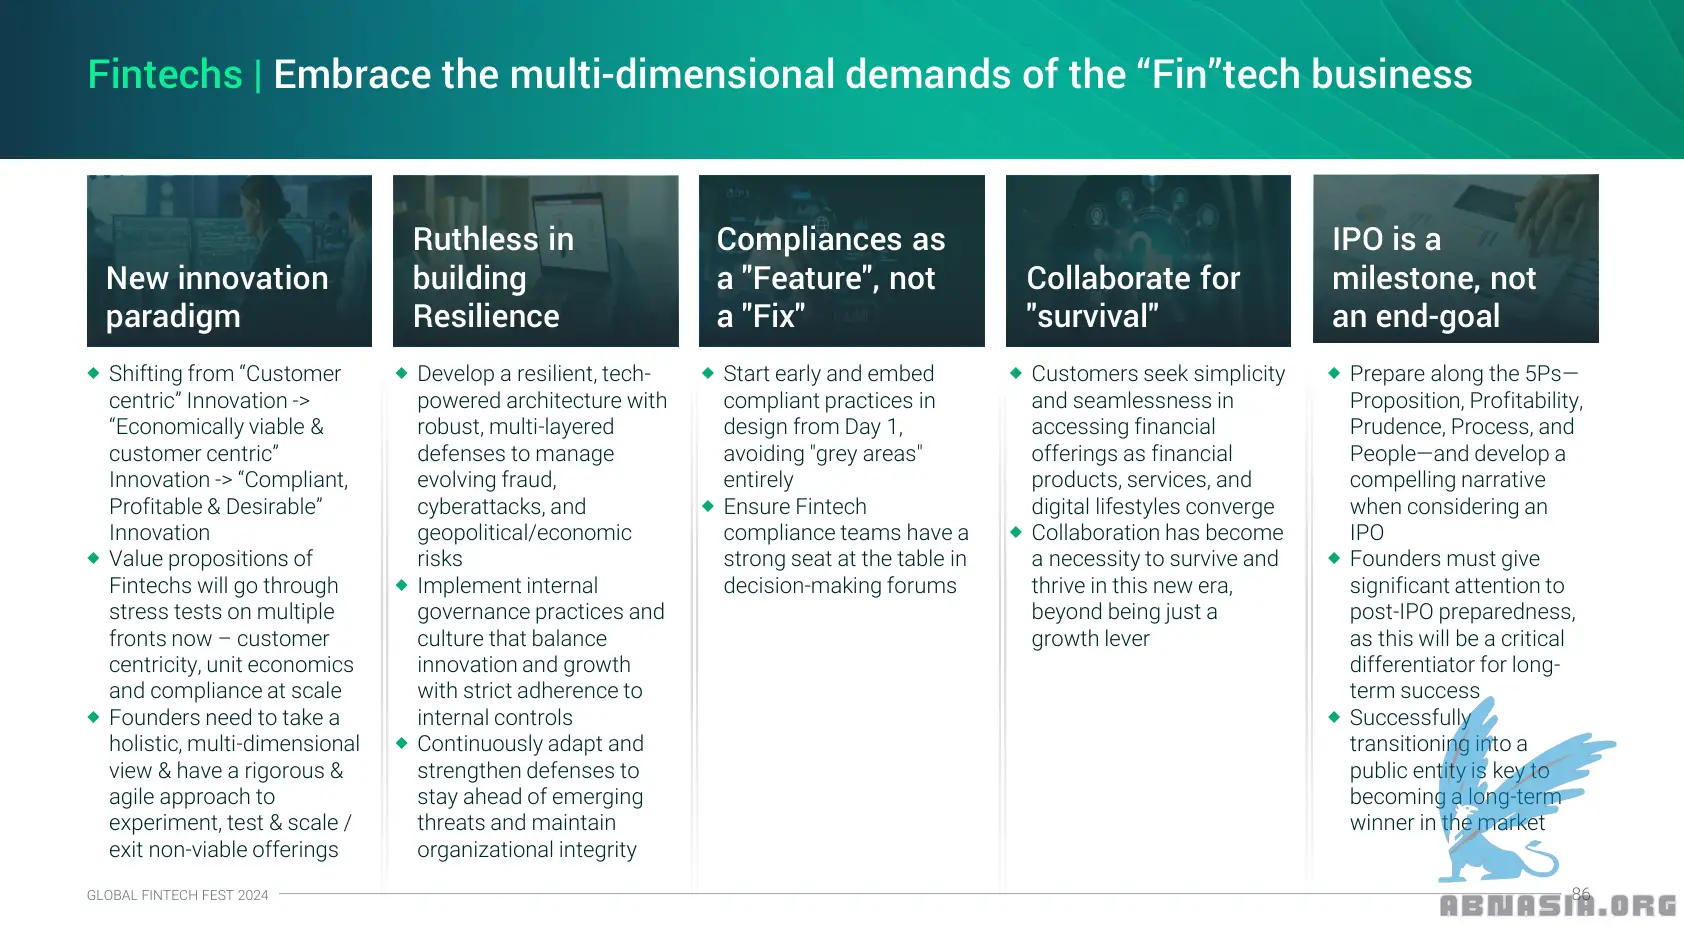 Fintechs | Embrace the multi-dimensional demands of the “Fin”tech business
New innovation
paradigm
Shifting from “Customer
centric” Innovation ->
“Economically viable &
customer centric”
Innovation -> “Compliant,
Profitable & Desirable”
Innovation
Value propositions of
Fintechs will go through
stress tests on multiple
fronts now – customer
centricity, unit economics
and compliance at scale
Founders need to take a
holistic, multi-dimensional
view & have a rigorous &
agile approach to
experiment, test & scale /
exit non-viable offerings
Ruthless in
building
Resilience
Develop a resilient, tech-
powered architecture with
robust, multi-layered
defenses to manage
evolving fraud,
cyberattacks, and
geopolitical/economic
risks
Implement internal
governance practices and
culture that balance
innovation and growth
with strict adherence to
internal controls
Continuously adapt and
strengthen defenses to
stay ahead of emerging
threats and maintain
organizational integrity
Compliances as
a "Feature", not
a "Fix"
Start early and embed
compliant practices in
design from Day 1,
avoiding "grey areas"
entirely
Ensure Fintech
compliance teams have a
strong seat at the table in
decision-making forums
Collaborate for
"survival"
Customers seek simplicity
and seamlessness in
accessing financial
offerings as financial
products, services, and
digital lifestyles converge
Collaboration has become
a necessity to survive and
thrive in this new era,
beyond being just a
growth lever
IPO is a
milestone, not
an end-goal
Prepare along the 5Ps—
Proposition, Profitability,
Prudence, Process, and
People—and develop a
compelling narrative
when considering an
IPO
Founders must give
significant attention to
post-IPO preparedness,
as this will be a critical
differentiator for long-
term success
Successfully
transitioning into a
public entity is key to
becoming a long-term
winner in the market
GLOBAL FINTECH FEST 2024
86
ABNASIA.ORG